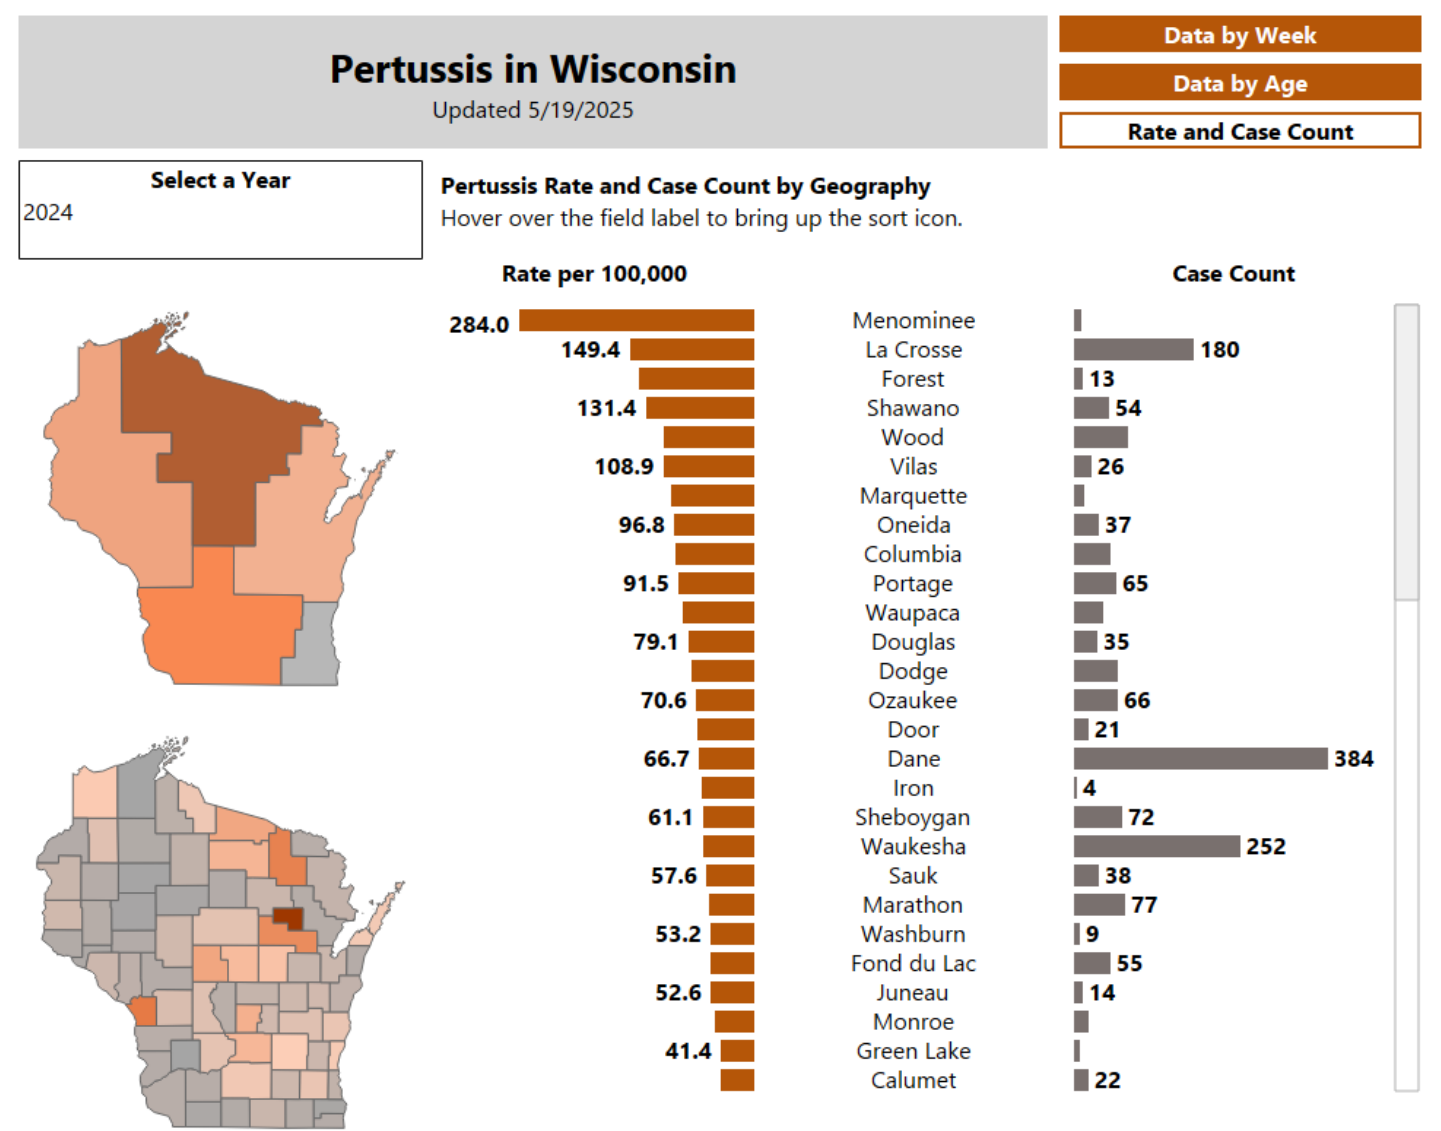 Pertussis in Wisconsin
Updated 5/19/2025
Data by Week
Data by Age
Rate and Case Count
Select a Year
2024
Pertussis Rate and Case Count by Geography
Hover over the field label to bring up the sort icon.
Rate per 100,000 Case Count
284.0 Menominee
149.4 La Crosse 180
Forest 13
131.4 Shawano 54
Wood
108.9 Vilas 26
Marquette
96.8 Oneida 37
Columbia
91.5 Portage 65
Waupaca
79.1 Douglas 35
Dodge
70.6 Ozaukee 66
Door 21
66.7 Dane 384
Iron 4
61.1 Sheboygan 72
Waukesha 252
57.6 Sauk 38
Marathon 77
53.2 Washburn 9
Fond du Lac 55
52.6 Juneau 14
Monroe
41.4 Green Lake
Calumet 22